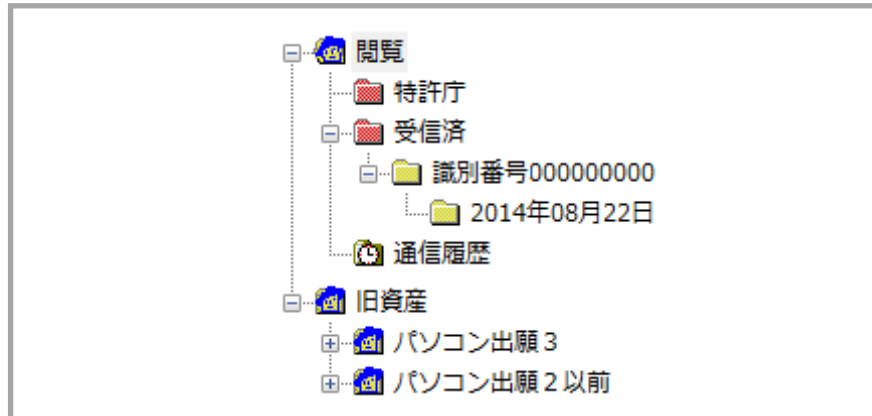 閲覧
特許庁
受信済
識別番号000000000
2014年08月22日
通信履歴
旧資産
パソコン出願３
パソコン出願２以前